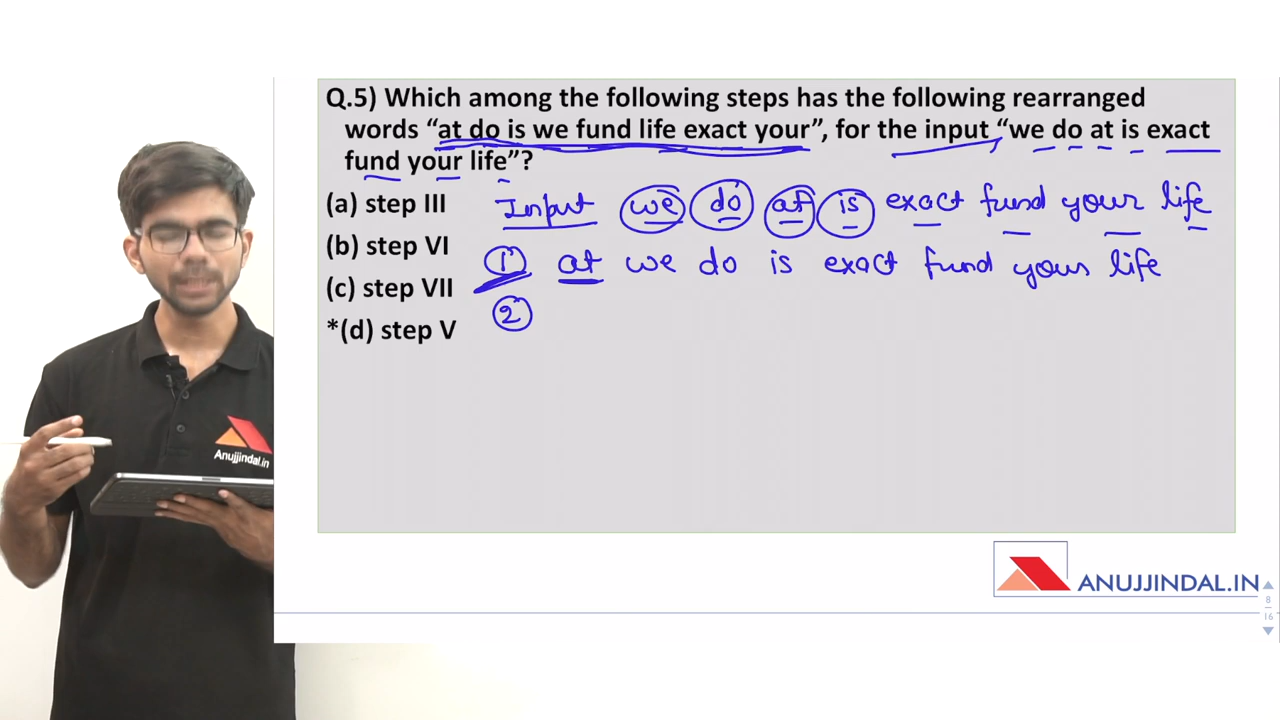 Q.5) Which among the following steps has the following rearranged
words “at do is we fund life exact your”, for the input “we do at is exact
fund your life”?
(a) step III
(b) step VI
(c) step VII
*(d) step V
Input we do at is exact fund your life
1 at we do is exact fund your life
2
Anujjindal.in
ANUJJINDAL.IN
8
16